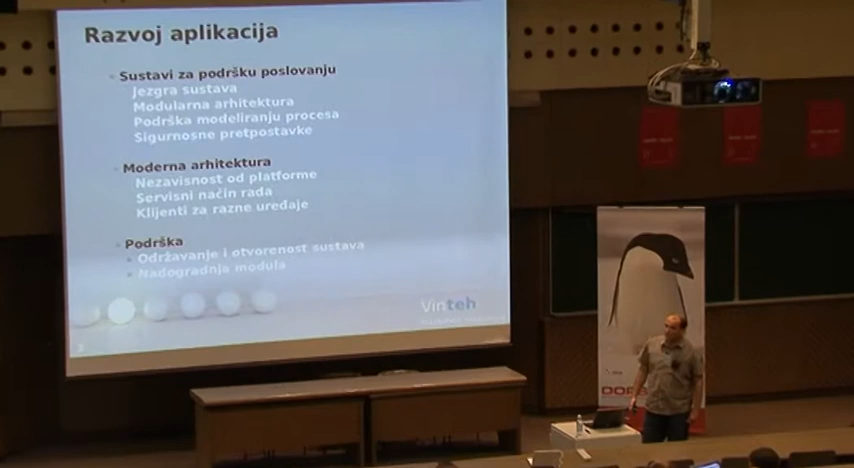 Razvoj aplikacija
Sustavi za podršku poslovanju
Jezgra sustava
Modularna arhitektura
Podrška modeliranju procesa
Sigurnosne pretpostavke
Moderna arhitektura
Nezavisnost od platforme
Servisni način rada
Klijenti za razne uređaje
Podrška
Održavanje i otvorenost sustava
Nadogradnja modula
Vinteh